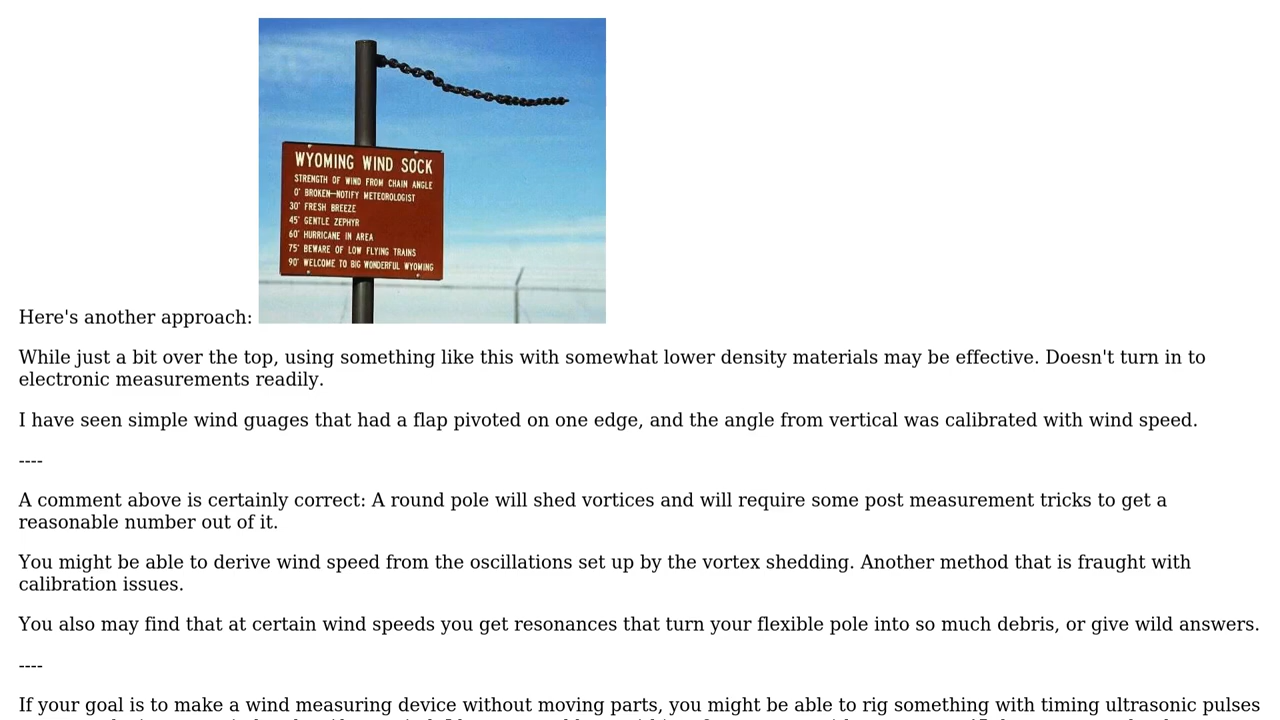 WYOMING WIND SOCK
STRENGTH OF WIND FROM CHAIN ANGLE
0° BROKEN—NOTIFY METEOROLOGIST
30° FRESH BREEZE
45° GENTLE ZEPHYR
60° HURRICANE IN AREA
75° BEWARE OF LOW FLYING TRAINS
90° WELCOME TO BIG WONDERFUL WYOMING
Here's another approach:
While just a bit over the top, using something like this with somewhat lower density materials may be effective. Doesn't turn in to
electronic measurements readily.
I have seen simple wind guages that had a flap pivoted on one edge, and the angle from vertical was calibrated with wind speed.
----
A comment above is certainly correct: A round pole will shed vortices and will require some post measurement tricks to get a
reasonable number out of it.
You might be able to derive wind speed from the oscillations set up by the vortex shedding. Another method that is fraught with
calibration issues.
You also may find that at certain wind speeds you get resonances that turn your flexible pole into so much debris, or give wild answers.
----
If your goal is to make a wind measuring device without moving parts, you might be able to rig something with timing ultrasonic pulses